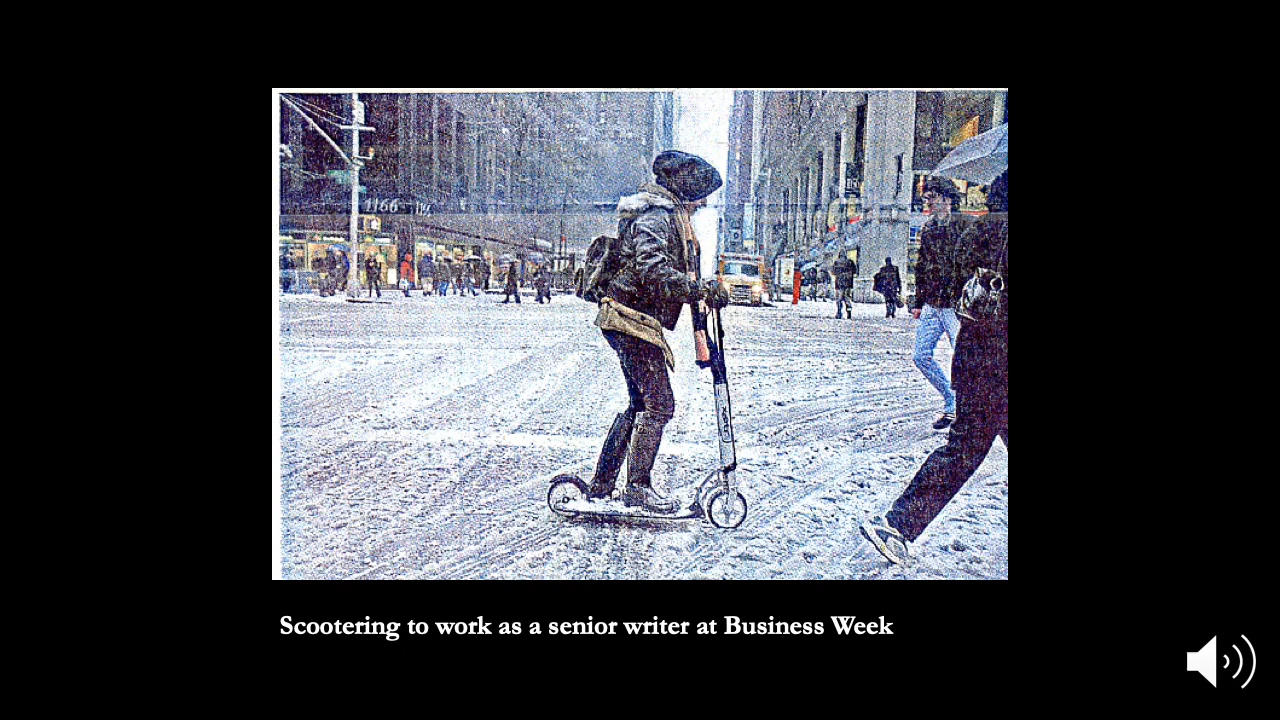 1166
Scootering to work as a senior writer at Business Week